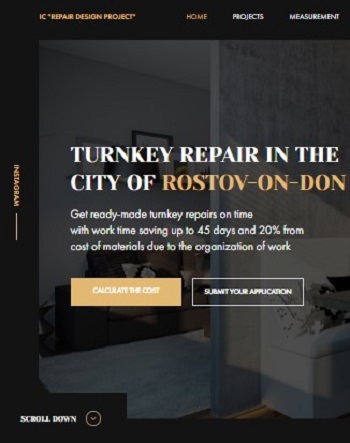 IC "REPAIR DESIGN PROJECT"
HOME
PROJECTS
MEASUREMENT
INSTAGRAM
TURNKEY REPAIR IN THE
CITY OF ROSTOV-ON-DON
Get ready-made turnkey repairs on time
with work time saving up to 45 days and 20% from
cost of materials due to the organization of work
CALCULATE THE COST
SUBMIT YOUR APPLICATION
SCROLL DOWN